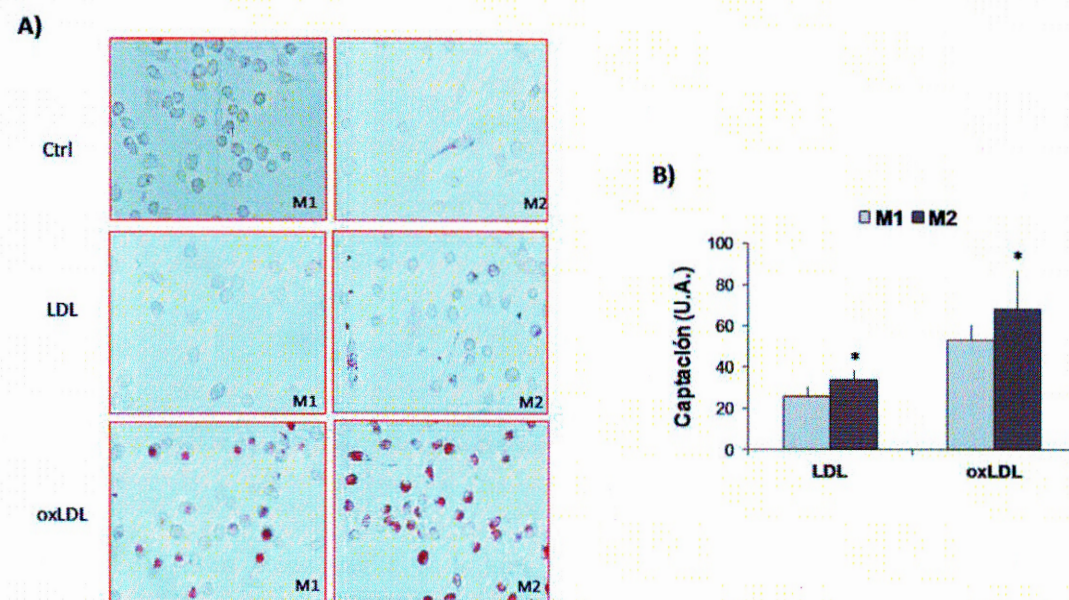 A)
Ctrl
M1
M2
LDL
M1
M2
oxLDL
M1
M2
B)
M1 M2
Captación (U.A.)
100
80
60
40
20
0
*
*
LDL
oxLDL